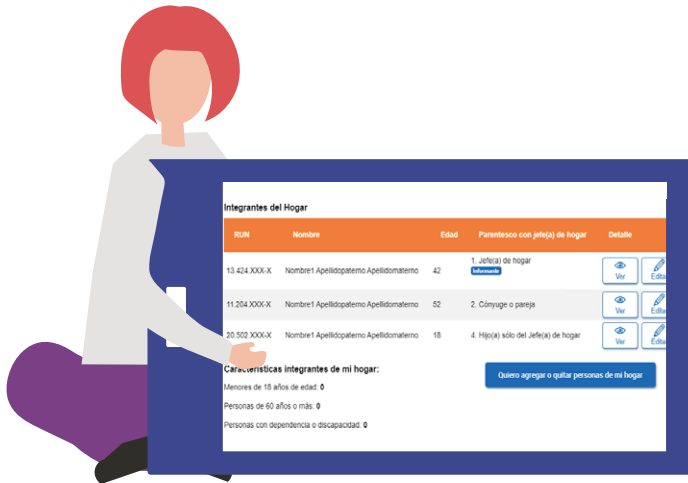 Integrantes del Hogar
RUN Nombre Edad Parentesco con jefe(a) de hogar Detalle
13.424.XXX-X Nombre1 Apellidopaterno Apellidomaterno 42 1. Jefe(a) de hogar
Informante
Ver Edita
11.204.XXX-X Nombre1 Apellidopaterno Apellidomaterno 52 2. Cónyuge o pareja
Ver Edita
20.502.XXX-X Nombre1 Apellidopaterno Apellidomaterno 18 4. Hijo(a) sólo del Jefe(a) de hogar
Ver Edita
Características integrantes de mi hogar:
Quiero agregar o quitar personas de mi hogar
Menores de 18 años de edad: 0
Personas de 60 años o más: 0
Personas con dependencia o discapacidad: 0